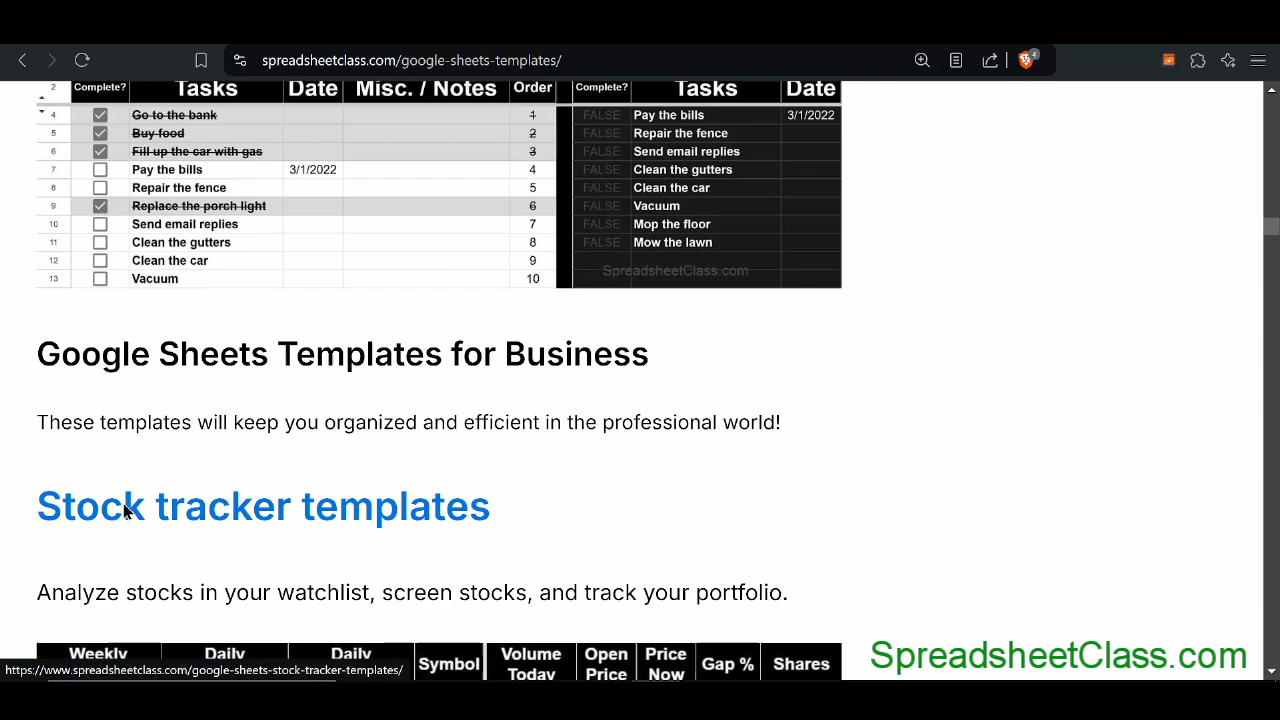 spreadsheetclass.com/google-sheets-templates/
4
2 Complete? Tasks Date Misc. / Notes Order Complete? Tasks Date
4 Go to the bank 1 FALSE Pay the bills 3/1/2022
5 Buy food 2 FALSE Repair the fence
6 Fill up the car with gas 3 FALSE Send email replies
7 Pay the bills 3/1/2022 4 FALSE Clean the gutters
8 Repair the fence 5 FALSE Clean the car
9 Replace the porch light 6 FALSE Vacuum
10 Send email replies 7 FALSE Mop the floor
11 Clean the gutters 8 FALSE Mow the lawn
12 Clean the car 9
SpreadsheetClass.com
13 Vacuum 10
Google Sheets Templates for Business
These templates will keep you organized and efficient in the professional world!
Stock tracker templates
Analyze stocks in your watchlist, screen stocks, and track your portfolio.
Weekly Daily Daily Symbol Volume Today Open Price Price Now Gap % Shares
https://www.spreadsheetclass.com/google-sheets-stock-tracker-templates/
SpreadsheetClass.com